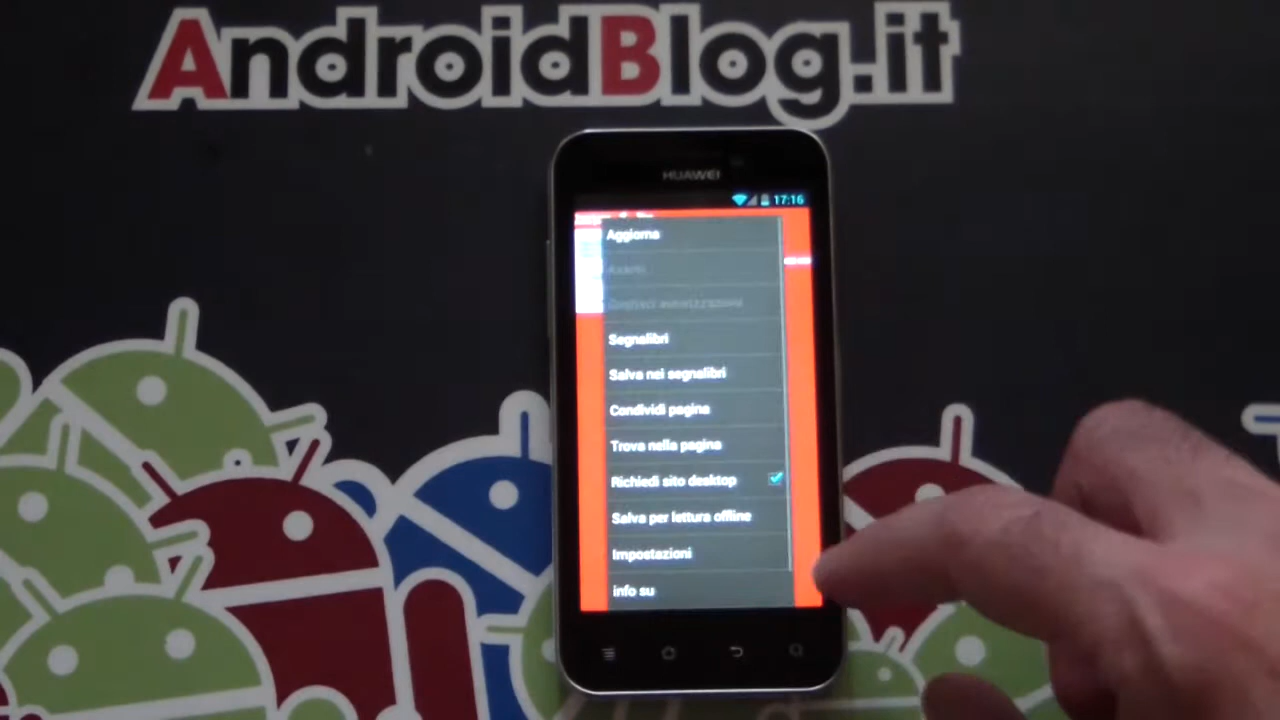 AndroidBlog.it
HUAWEI
17:16
Aggiorna
Avanti
Segnalibri
Salva nei segnalibri
Condividi pagina
Trova nella pagina
Richiedi sito desktop
Salva per lettura offline
Impostazioni
info su